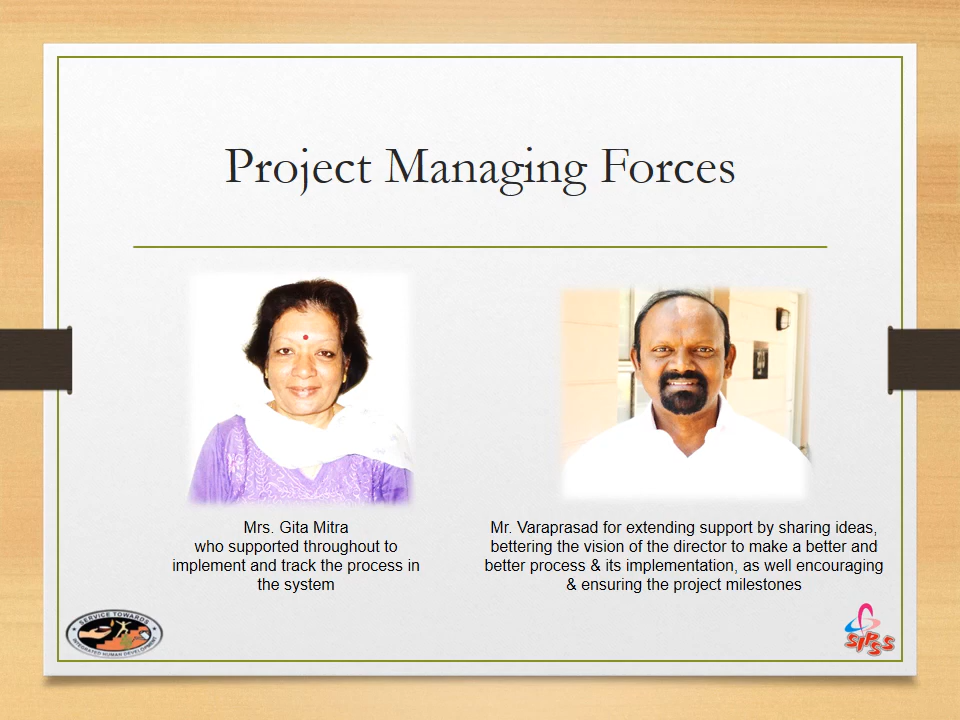 Project Managing Forces
Mrs. Gita Mitra
who supported throughout to
implement and track the process in
the system
Mr. Varaprasad for extending support by sharing ideas,
bettering the vision of the director to make a better and
better process & its implementation, as well encouraging
& ensuring the project milestones
SERVICE TOWARDS
INTEGRATED HUMAN DEVELOPMENT
SIPSSS